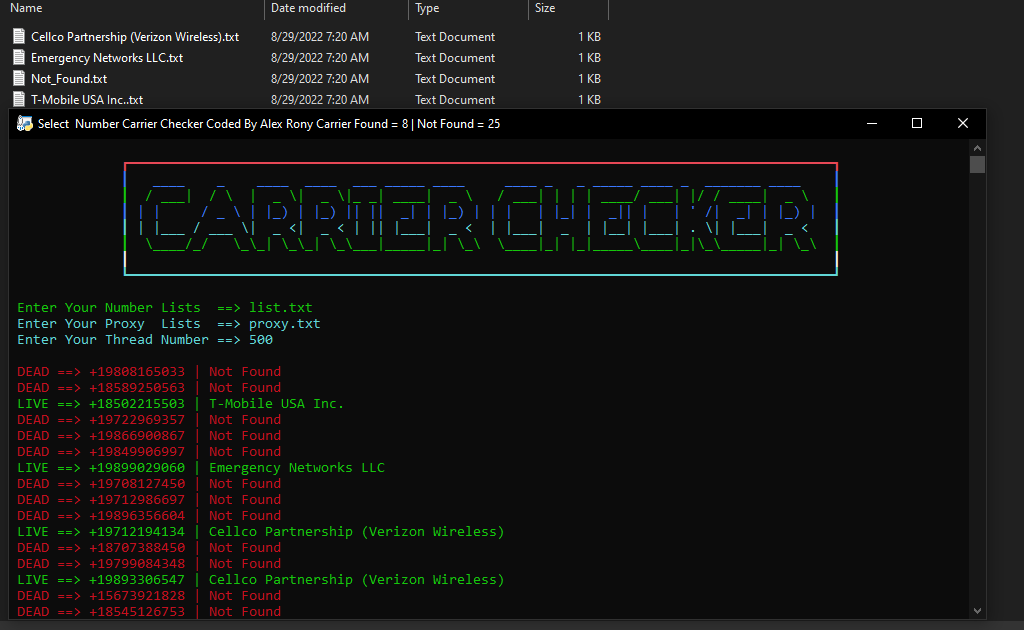 Name Date modified Type Size
Cellco Partnership (Verizon Wireless).txt 8/29/2022 7:20 AM Text Document 1 KB
Emergency Networks LLC.txt 8/29/2022 7:20 AM Text Document 1 KB
Not_Found.txt 8/29/2022 7:20 AM Text Document 1 KB
T-Mobile USA Inc..txt 8/29/2022 7:20 AM Text Document 1 KB
Select Number Carrier Checker Coded By Alex Rony Carrier Found = 8 | Not Found = 25
CARRIER CHECKER
Enter Your Number Lists ==> list.txt
Enter Your Proxy Lists ==> proxy.txt
Enter Your Thread Number ==> 500
DEAD ==> +19808165033 | Not Found
DEAD ==> +18589250563 | Not Found
LIVE ==> +18502215503 | T-Mobile USA Inc.
DEAD ==> +19722969357 | Not Found
DEAD ==> +19866900867 | Not Found
DEAD ==> +19849906997 | Not Found
LIVE ==> +19899029060 | Emergency Networks LLC
DEAD ==> +19708127450 | Not Found
DEAD ==> +19712986697 | Not Found
DEAD ==> +19896356604 | Not Found
LIVE ==> +19712194134 | Cellco Partnership (Verizon Wireless)
DEAD ==> +18707388450 | Not Found
DEAD ==> +19799084348 | Not Found
LIVE ==> +19893306547 | Cellco Partnership (Verizon Wireless)
DEAD ==> +15673921828 | Not Found
DEAD ==> +18545126753 | Not Found